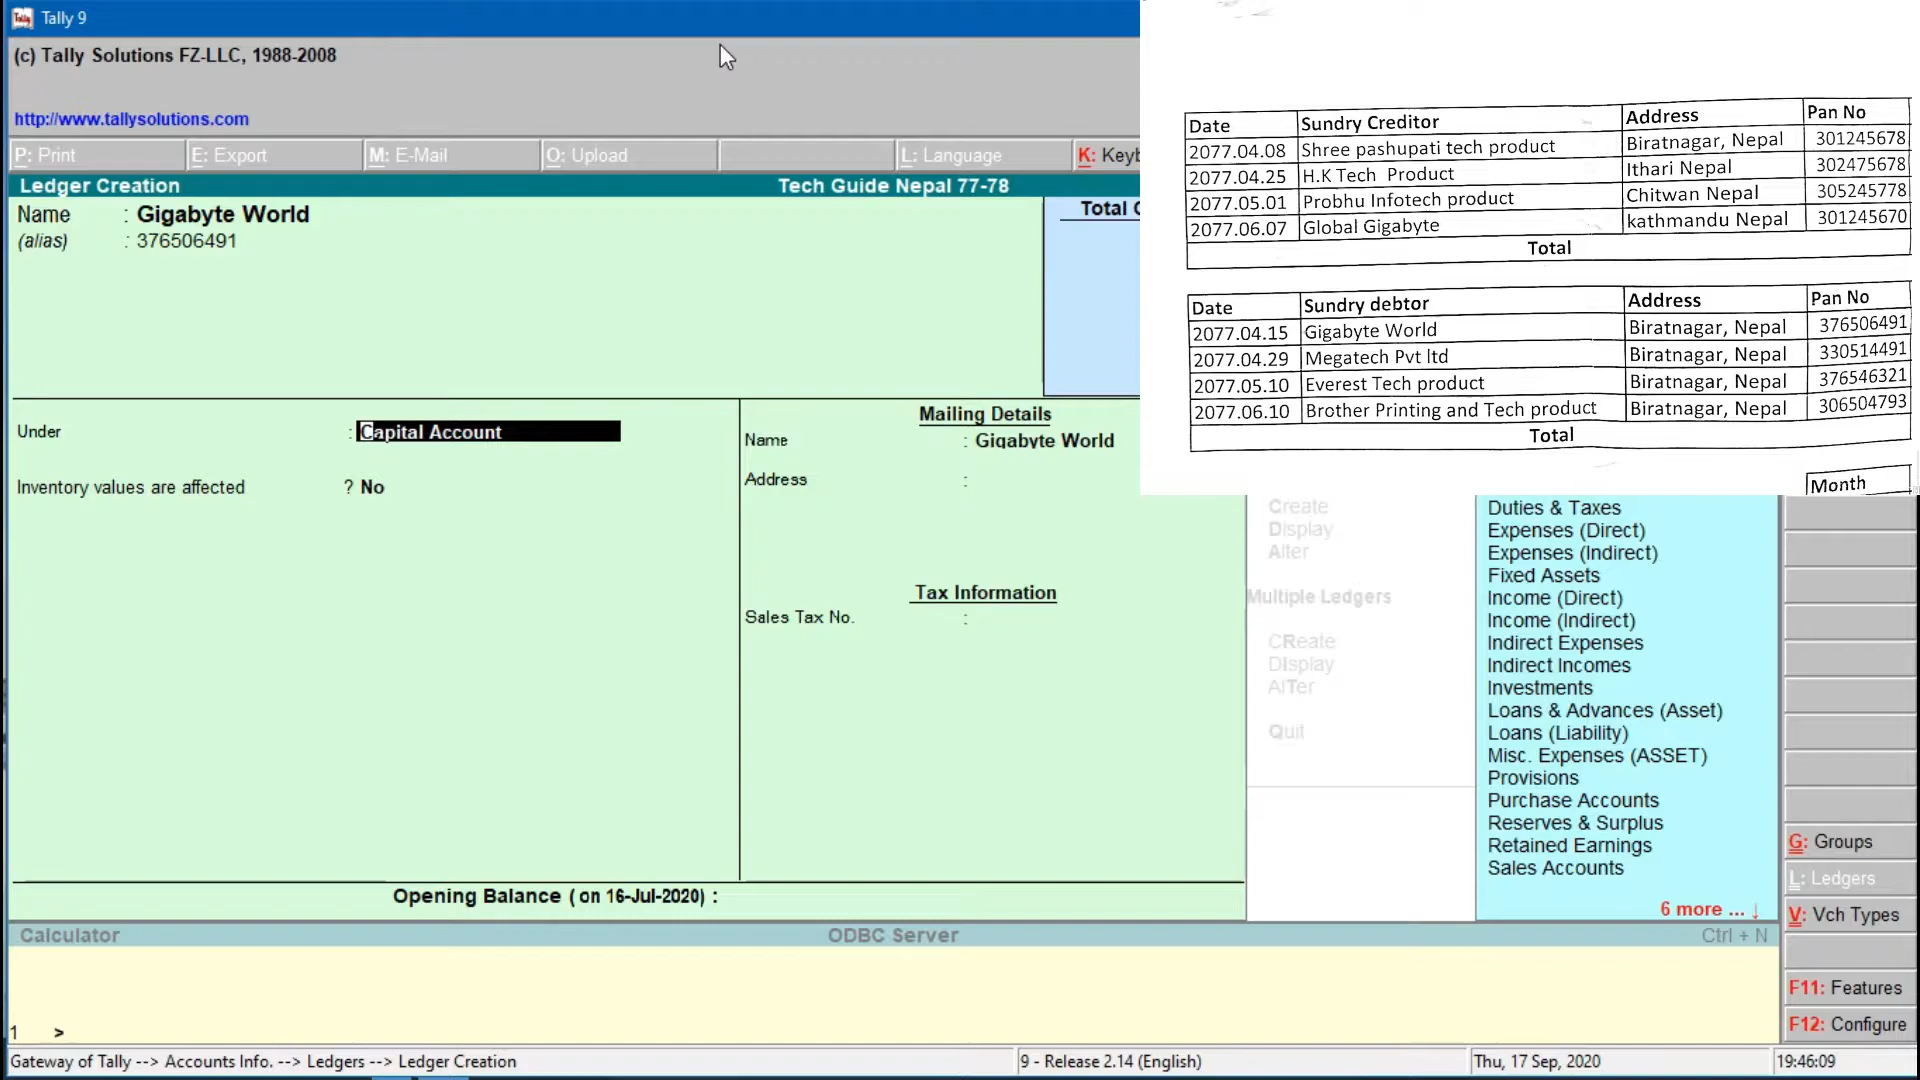 Tally 9
(c) Tally Solutions FZ-LLC, 1988-2008
http://www.tallysolutions.com
P: Print E: Export M: E-Mail O: Upload L: Language K:
Ledger Creation Tech Guide Nepal 77-78
Name : Gigabyte World
(alias) : 376506491
Total
Under : Capital Account
Inventory values are affected ? No
Mailing Details
Name : Gigabyte World
Address :
Tax Information
Sales Tax No. :
Opening Balance ( on 16-Jul-2020) :
Date Sundry Creditor Address Pan No
2077.04.08 Shree pashupati tech product Biratnagar, Nepal 301245678
2077.04.25 H.K Tech Product Ithari Nepal 302475678
2077.05.01 Probhu Infotech product Chitwan Nepal 305245778
2077.06.07 Global Gigabyte kathmandu Nepal 301245670
Total
Date Sundry debtor Address Pan No
2077.04.15 Gigabyte World Biratnagar, Nepal 376506491
2077.04.29 Megatech Pvt ltd Biratnagar, Nepal 330514491
2077.05.10 Everest Tech product Biratnagar, Nepal 376546321
2077.06.10 Brother Printing and Tech product Biratnagar, Nepal 306504793
Total
Month
Create
Display
Alter
Multiple Ledgers
CReate
DIsplay
AlTer
Quit
Duties & Taxes
Expenses (Direct)
Expenses (Indirect)
Fixed Assets
Income (Direct)
Income (Indirect)
Indirect Expenses
Indirect Incomes
Investments
Loans & Advances (Asset)
Loans (Liability)
Misc. Expenses (ASSET)
Provisions
Purchase Accounts
Reserves & Surplus
Retained Earnings
Sales Accounts
6 more ... ↓
G: Groups
L: Ledgers
V: Vch Types
F11: Features
F12: Configure
Calculator ODBC Server Ctrl + N
1 >
Gateway of Tally --> Accounts Info. --> Ledgers --> Ledger Creation 9 - Release 2.14 (English) Thu, 17 Sep, 2020 19:46:09